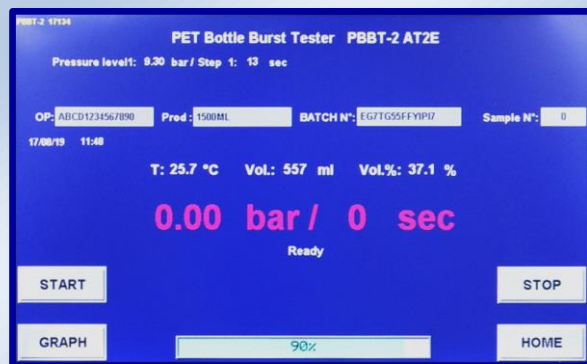 PBBT-2 17134
PET Bottle Burst Tester PBBT-2 AT2E
Pressure level1: 9.30 bar / Step 1: 13 sec
OP: ABCD1234567890 Prod : 1500ML BATCH N°: EG7TG55FFYIPI7 Sample N°: 0
17/08/19 11:48
T: 25.7 °C Vol.: 557 ml Vol.%: 37.1 %
0.00 bar / 0 sec
Ready
START STOP
GRAPH 90% HOME